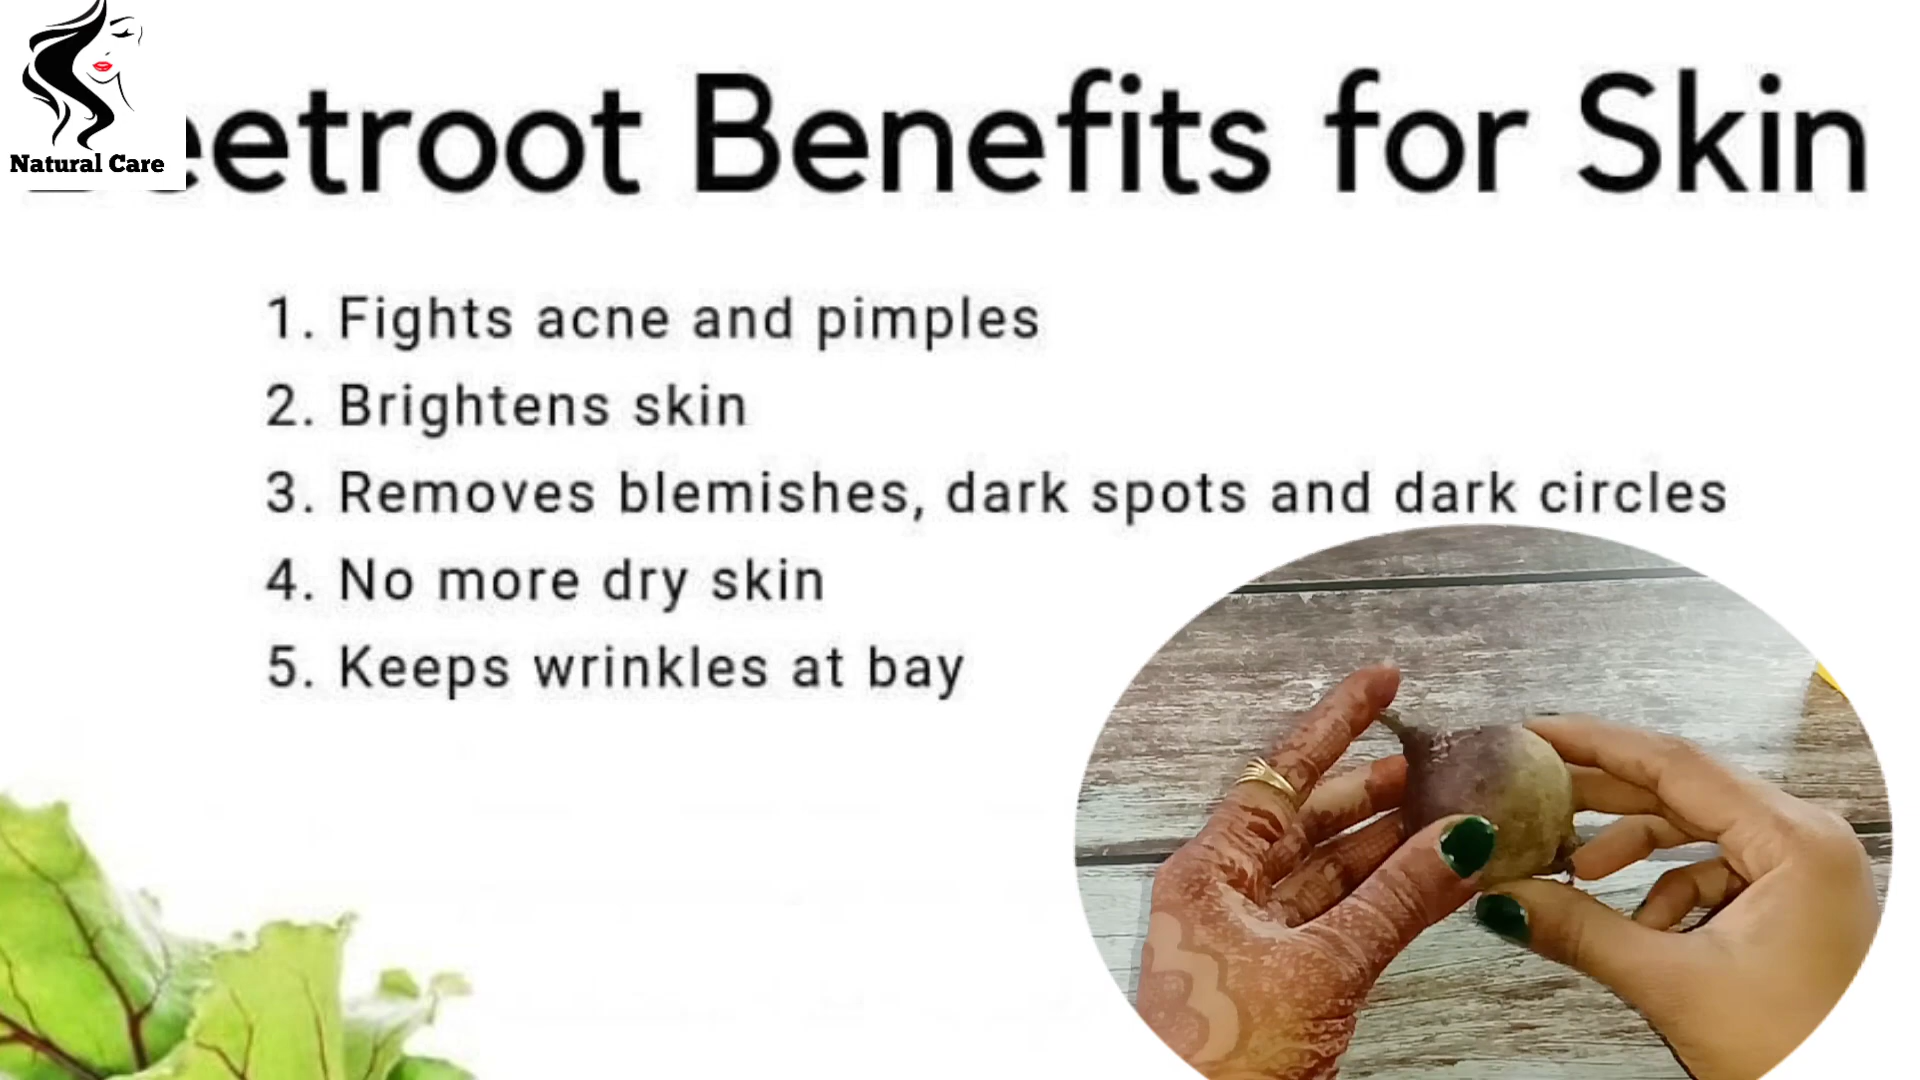 Natural Care
eetroot Benefits for Skin
1. Fights acne and pimples
2. Brightens skin
3. Removes blemishes, dark spots and dark circles
4. No more dry skin
5. Keeps wrinkles at bay